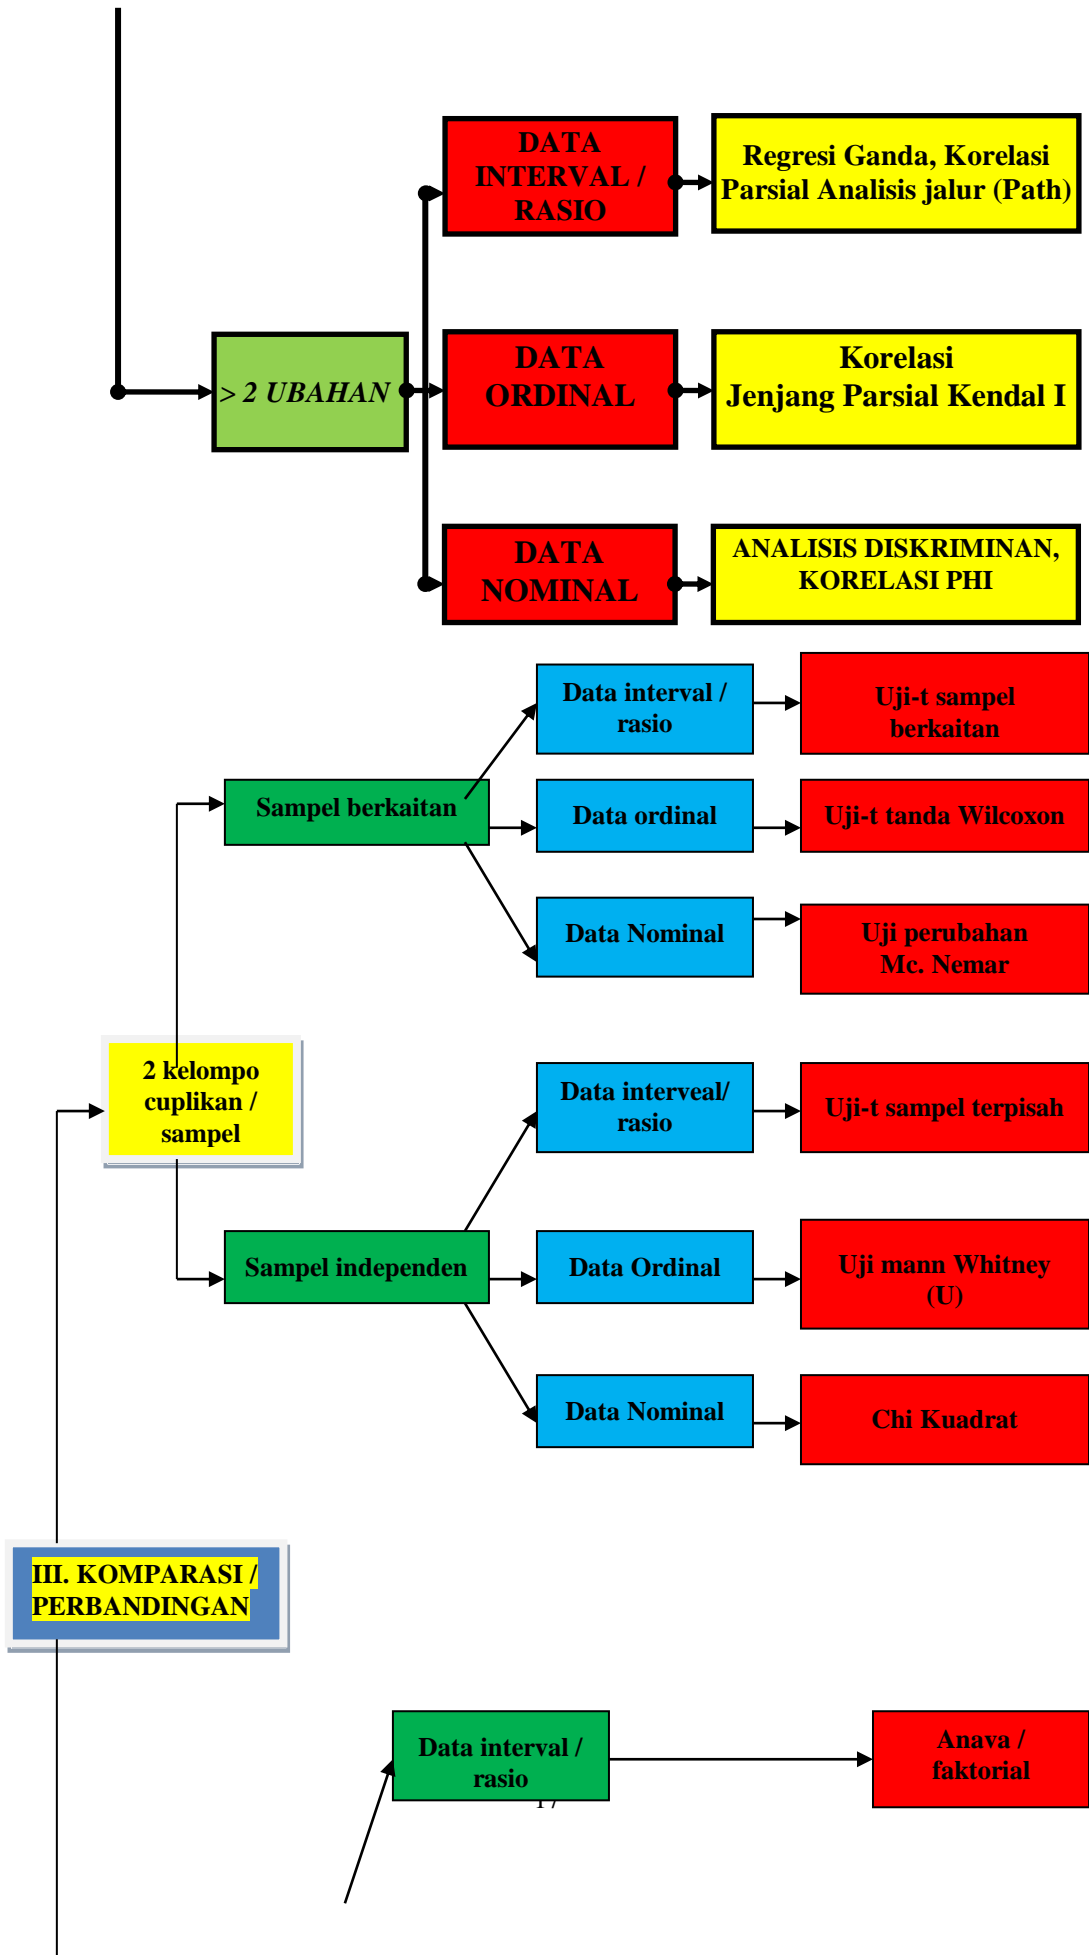 DATA
INTERVAL /
RASIO
Regresi Ganda, Korelasi
Parsial Analisis jalur (Path)
> 2 UBAHAN
DATA
ORDINAL
Korelasi
Jenjang Parsial Kendal I
DATA
NOMINAL
ANALISIS DISKRIMINAN,
KORELASI PHI
Data interval /
rasio
Uji-t sampel
berkaitan
Sampel berkaitan
Data ordinal
Uji-t tanda Wilcoxon
Data Nominal
Uji perubahan
Mc. Nemar
2 kelompo
cuplikan /
sampel
Data interveal/
rasio
Uji-t sampel terpisah
Sampel independen
Data Ordinal
Uji mann Whitney
(U)
Data Nominal
Chi Kuadrat
III. KOMPARASI /
PERBANDINGAN
Data interval /
rasio
Anava /
faktorial